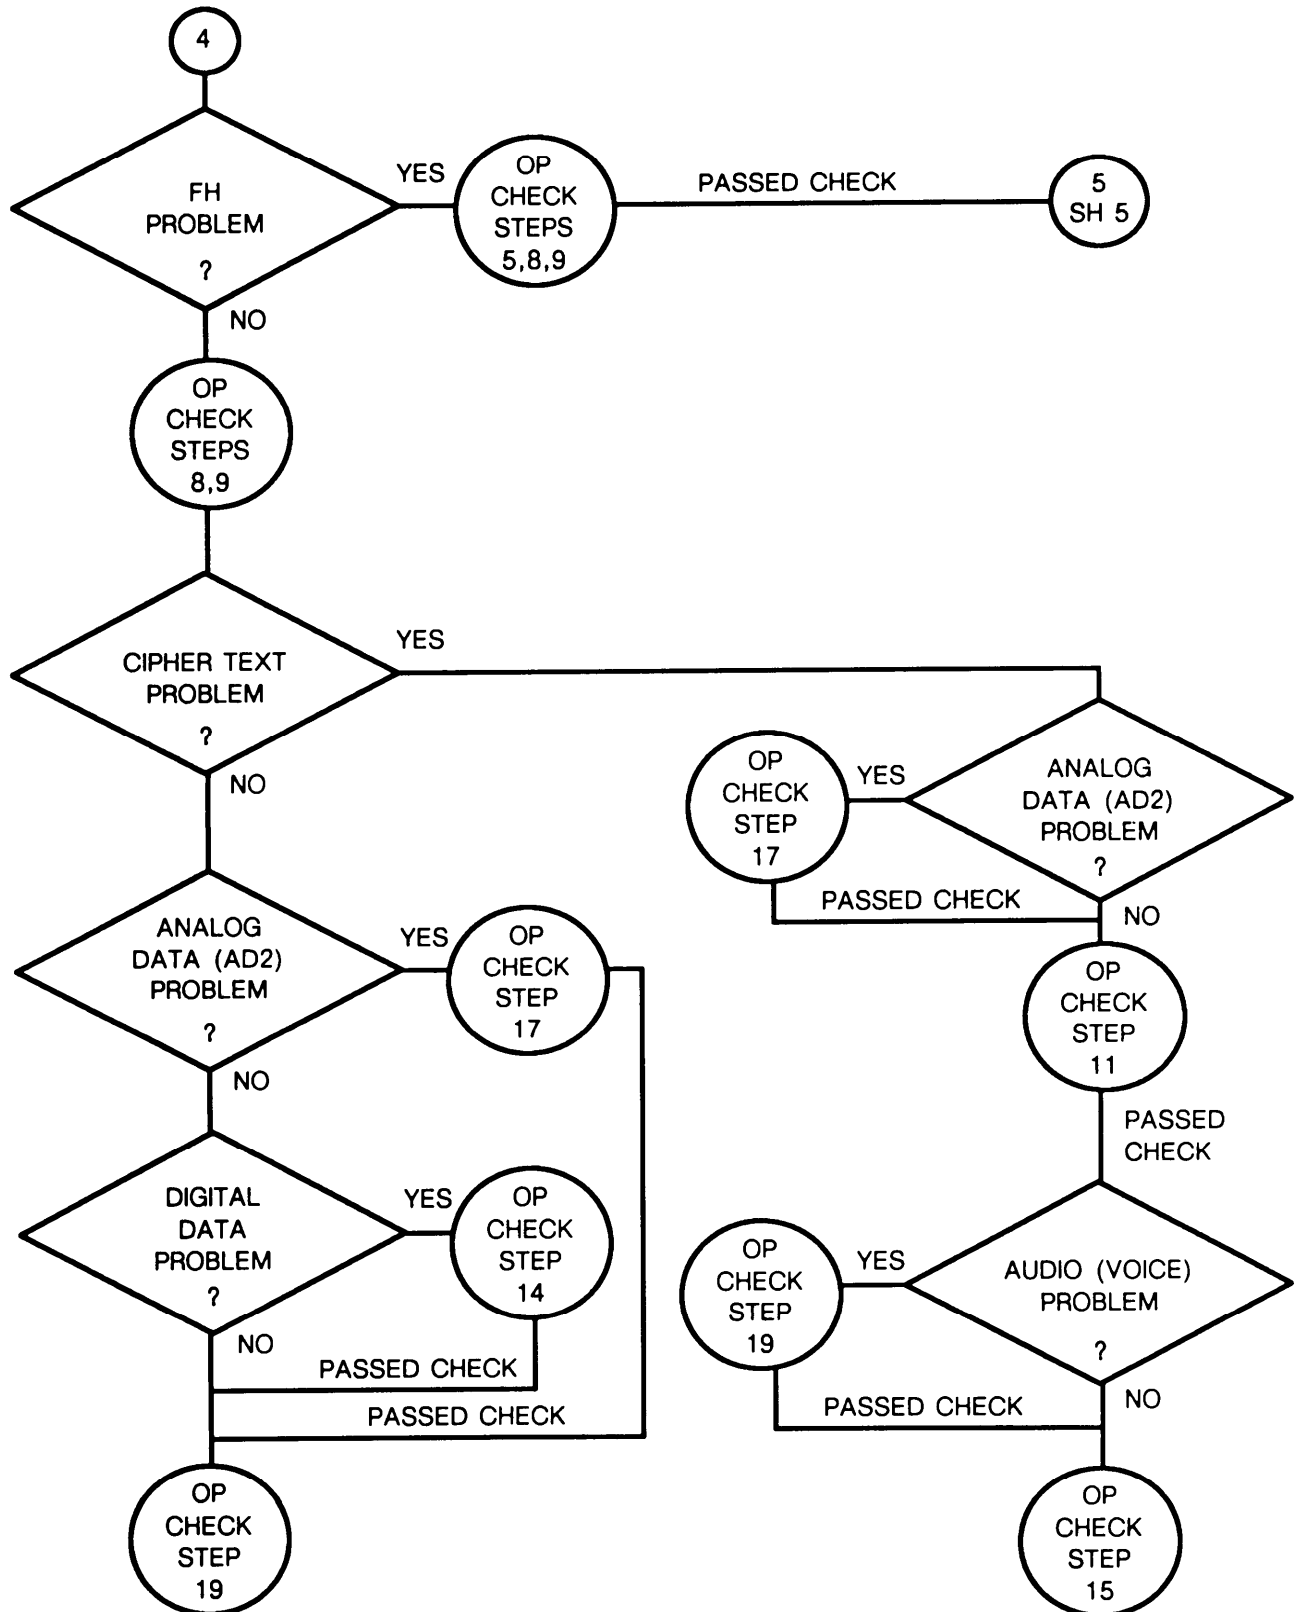 4
FH
PROBLEM
?
YES
OP
CHECK
STEPS
5,8,9
PASSED CHECK
5
SH 5
NO
OP
CHECK
STEPS
8,9
CIPHER TEXT
PROBLEM
?
YES
NO
ANALOG
DATA (AD2)
PROBLEM
?
YES
OP
CHECK
STEP
17
PASSED CHECK
NO
OP
CHECK
STEP
11
PASSED
CHECK
AUDIO (VOICE)
PROBLEM
?
YES
OP
CHECK
STEP
19
PASSED CHECK
NO
OP
CHECK
STEP
15
ANALOG
DATA (AD2)
PROBLEM
?
YES
OP
CHECK
STEP
17
NO
DIGITAL
DATA
PROBLEM
?
YES
OP
CHECK
STEP
14
NO
PASSED CHECK
PASSED CHECK
OP
CHECK
STEP
19